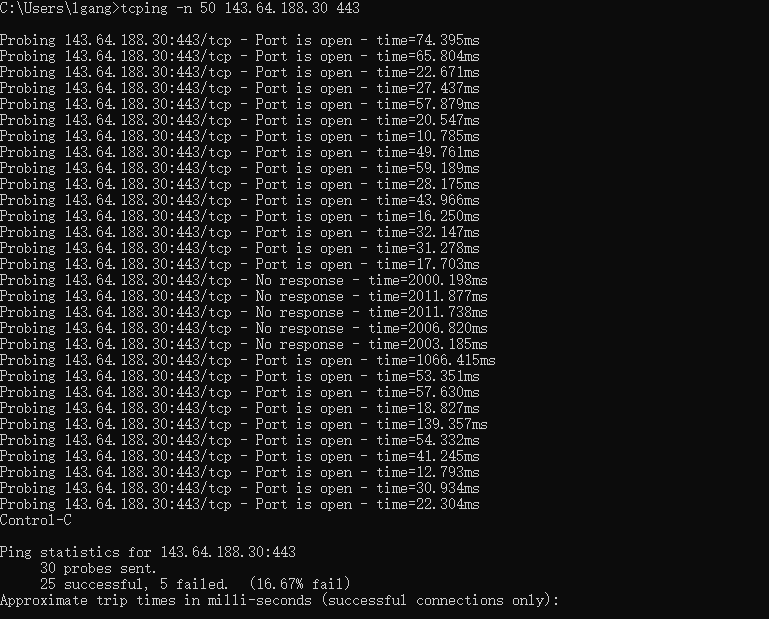 C:\Users\lgang>tcping -n 50 143.64.188.30 443
Probing 143.64.188.30:443/tcp - Port is open - time=74.395ms
Probing 143.64.188.30:443/tcp - Port is open - time=65.804ms
Probing 143.64.188.30:443/tcp - Port is open - time=22.671ms
Probing 143.64.188.30:443/tcp - Port is open - time=27.437ms
Probing 143.64.188.30:443/tcp - Port is open - time=57.879ms
Probing 143.64.188.30:443/tcp - Port is open - time=20.547ms
Probing 143.64.188.30:443/tcp - Port is open - time=10.785ms
Probing 143.64.188.30:443/tcp - Port is open - time=49.761ms
Probing 143.64.188.30:443/tcp - Port is open - time=59.189ms
Probing 143.64.188.30:443/tcp - Port is open - time=28.175ms
Probing 143.64.188.30:443/tcp - Port is open - time=43.966ms
Probing 143.64.188.30:443/tcp - Port is open - time=16.250ms
Probing 143.64.188.30:443/tcp - Port is open - time=32.147ms
Probing 143.64.188.30:443/tcp - Port is open - time=31.278ms
Probing 143.64.188.30:443/tcp - Port is open - time=17.703ms
Probing 143.64.188.30:443/tcp - No response - time=2000.198ms
Probing 143.64.188.30:443/tcp - No response - time=2011.877ms
Probing 143.64.188.30:443/tcp - No response - time=2011.738ms
Probing 143.64.188.30:443/tcp - No response - time=2006.820ms
Probing 143.64.188.30:443/tcp - No response - time=2003.185ms
Probing 143.64.188.30:443/tcp - Port is open - time=1066.415ms
Probing 143.64.188.30:443/tcp - Port is open - time=53.351ms
Probing 143.64.188.30:443/tcp - Port is open - time=57.630ms
Probing 143.64.188.30:443/tcp - Port is open - time=18.827ms
Probing 143.64.188.30:443/tcp - Port is open - time=139.357ms
Probing 143.64.188.30:443/tcp - Port is open - time=54.332ms
Probing 143.64.188.30:443/tcp - Port is open - time=41.245ms
Probing 143.64.188.30:443/tcp - Port is open - time=12.793ms
Probing 143.64.188.30:443/tcp - Port is open - time=30.934ms
Probing 143.64.188.30:443/tcp - Port is open - time=22.304ms
Control-C
Ping statistics for 143.64.188.30:443
30 probes sent.
25 successful, 5 failed.  (16.67% fail)
Approximate trip times in milli-seconds (successful connections only):